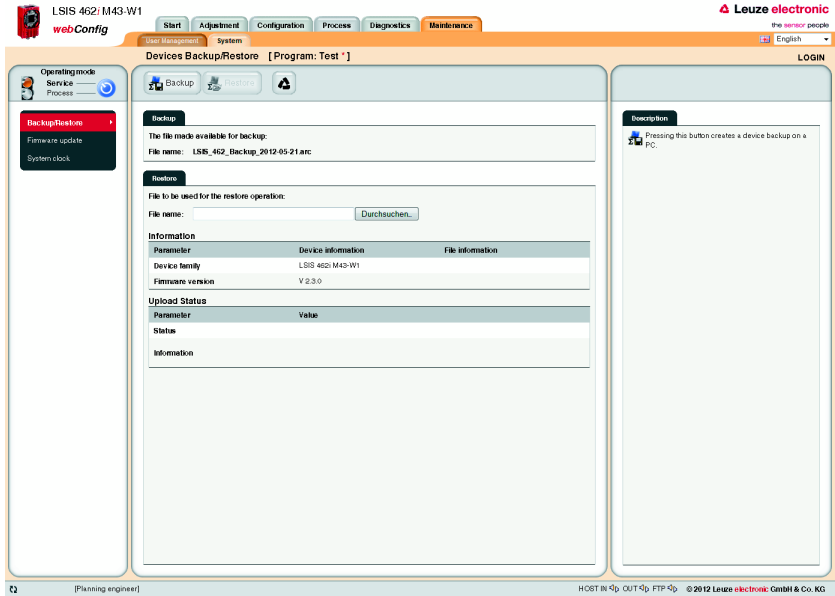 LSIS 462i M43-W1
webConfig
Start Adjustment Configuration Process Diagnostics Maintenance
Leuze electronic
the sensor people
User Management System
English
Devices Backup/Restore [Program: Test *]
LOGIN
Operating mode
Service
Process
Backup Restore
Backup/Restore
Firmware update
System clock
Backup
The file made available for backup:
File name: LSIS_462_Backup_2012-05-21.arc
Restore
File to be used for the restore operation:
File name: Durchsuchen...
Information
Parameter Device information File information
Device family LSIS 462i M43-W1
Firmware version V 2.3.0
Upload Status
Parameter Value
Status
Information
Description
Pressing this button creates a device backup on a
PC.
[Planning engineer]
HOST IN OUT FTP © 2012 Leuze electronic GmbH & Co. KG